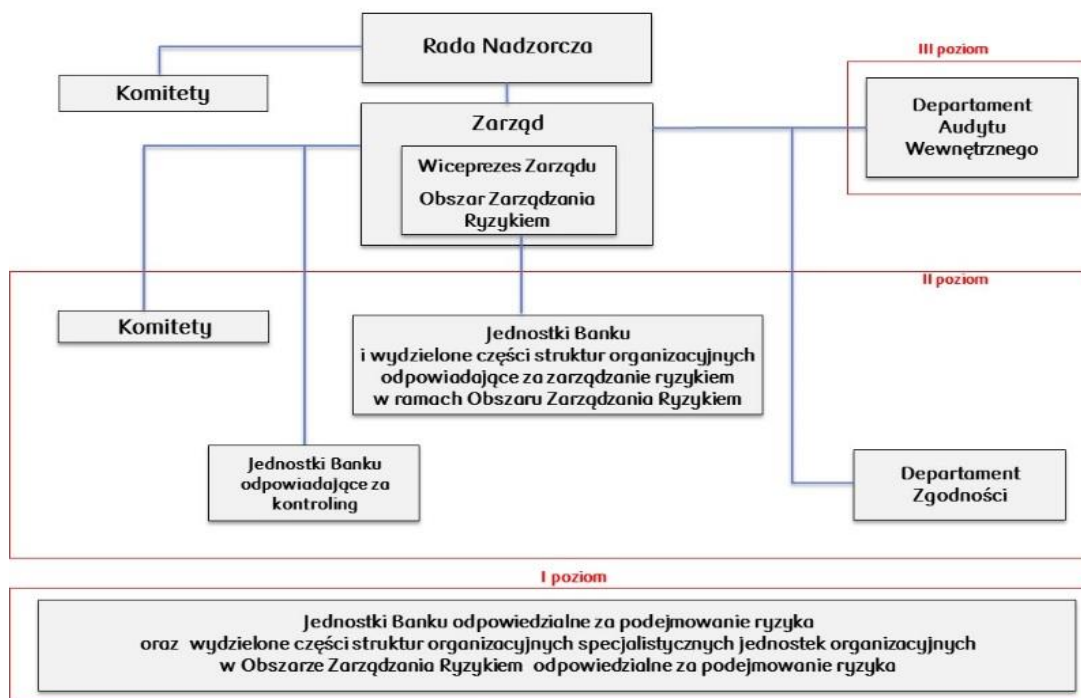 Rada Nadzorcza
Komitety
III poziom
Departament
Audytu
Wewnętrznego
Zarząd
Wiceprezes Zarządu
Obszar Zarządzania
Ryzykiem
II poziom
Komitety
Jednostki Banku
i wydzielone części struktur organizacyjnych
odpowiadające za zarządzanie ryzykiem
w ramach Obszaru Zarządzania Ryzykiem
Jednostki Banku
odpowiadające za
kontroling
Departament
Zgodności
I poziom
Jednostki Banku odpowiedzialne za podejmowanie ryzyka
oraz wydzielone części struktur organizacyjnych specjalistycznych jednostek organizacyjnych
w Obszarze Zarządzania Ryzykiem odpowiedzialne za podejmowanie ryzyka